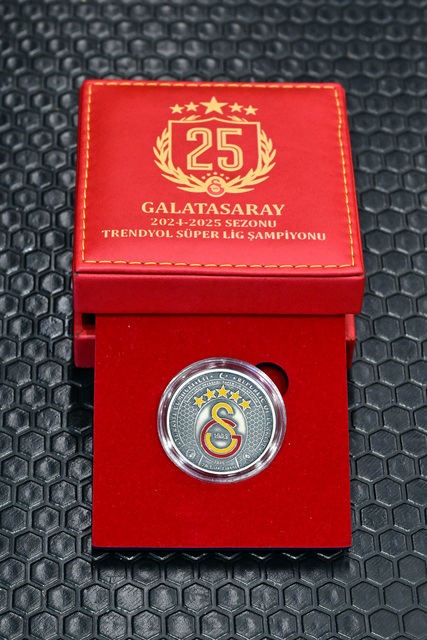 25
GALATASARAY
2024-2025 SEZONU
TRENDYOL SÜPER LİG ŞAMPİYONU